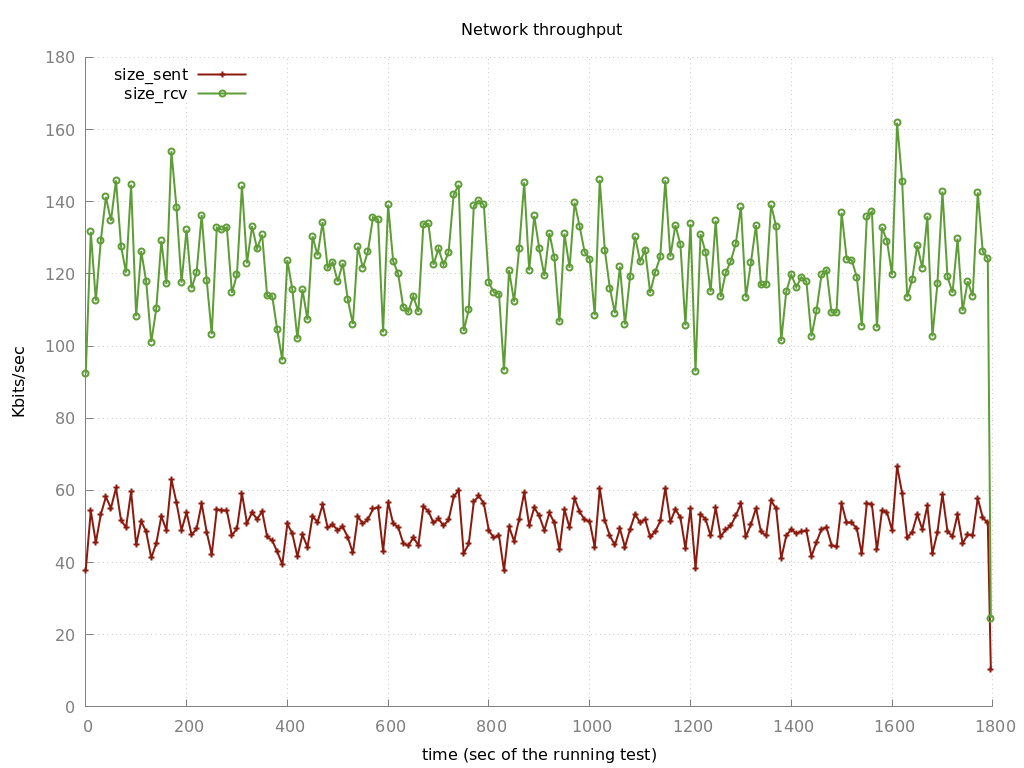 Network throughput
size_sent
size_rcv
180
160
140
120
100
80
60
40
20
0
Kbits/sec
0 200 400 600 800 1000 1200 1400 1600 1800
time (sec of the running test)